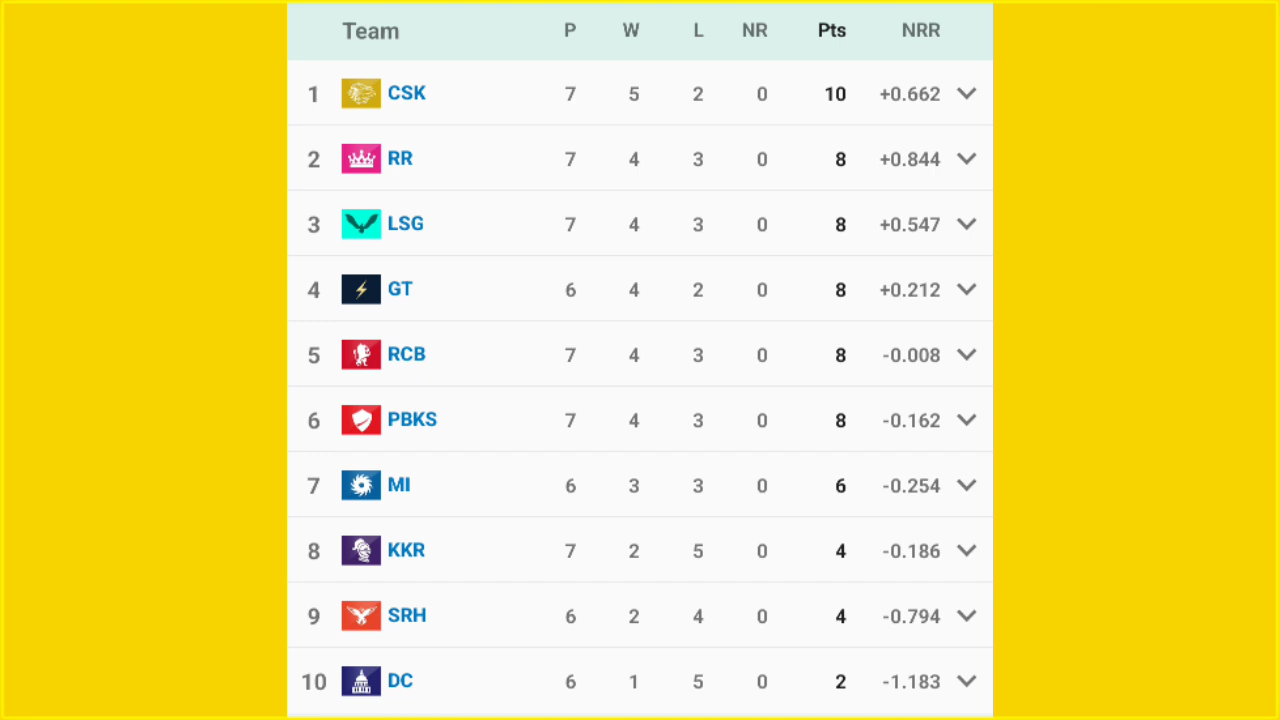 Team P W L NR Pts NRR
1 CSK 7 5 2 0 10 +0.662
2 RR 7 4 3 0 8 +0.844
3 LSG 7 4 3 0 8 +0.547
4 GT 6 4 2 0 8 +0.212
5 RCB 7 4 3 0 8 -0.008
6 PBKS 7 4 3 0 8 -0.162
7 MI 6 3 3 0 6 -0.254
8 KKR 7 2 5 0 4 -0.186
9 SRH 6 2 4 0 4 -0.794
10 DC 6 1 5 0 2 -1.183